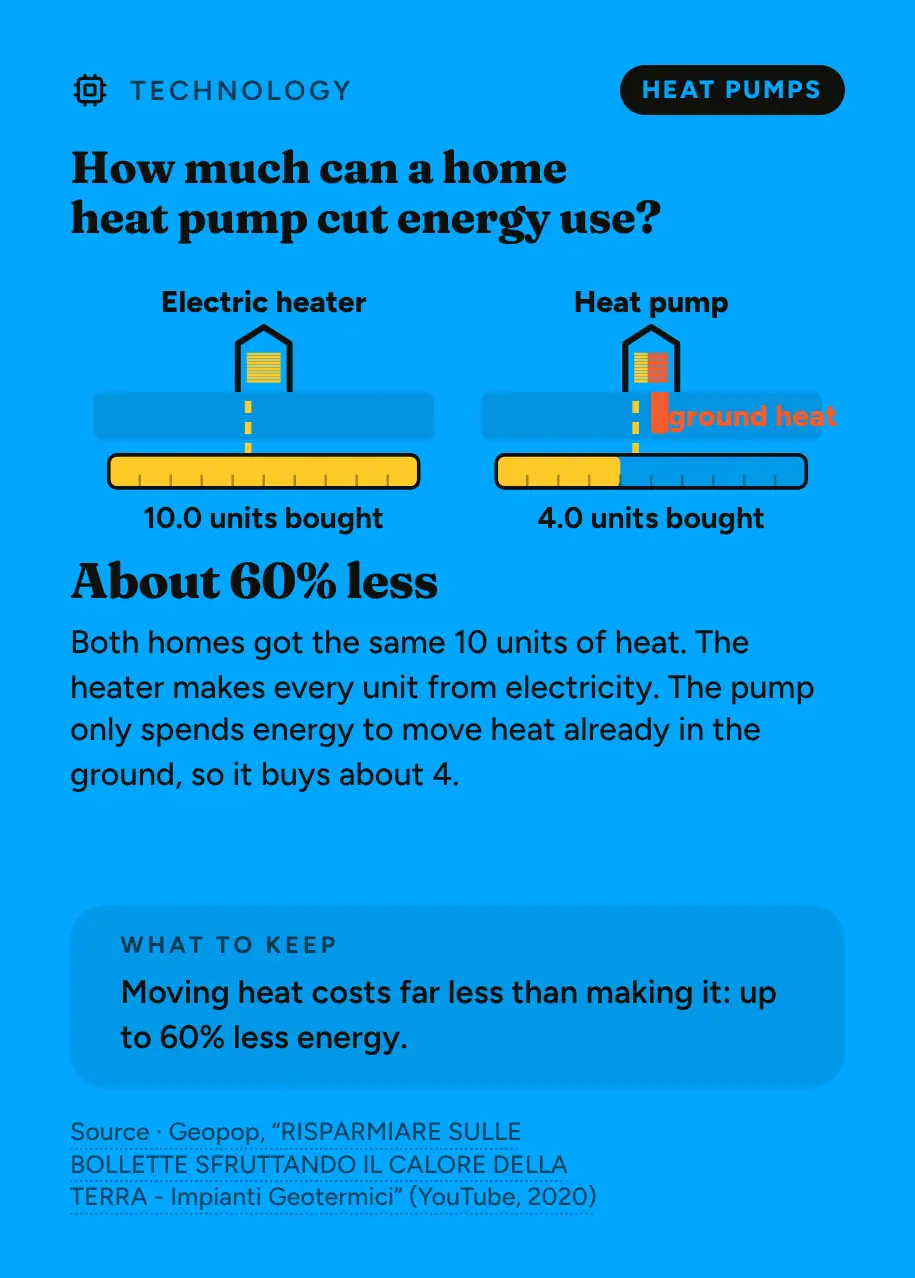 TECHNOLOGY
HEAT PUMPS
How much can a home
heat pump cut energy use?
Electric heater
Heat pump
ground heat
10.0 units bought
4.0 units bought
About 60% less
Both homes got the same 10 units of heat. The
heater makes every unit from electricity. The pump
only spends energy to move heat already in the
ground, so it buys about 4.
WHAT TO KEEP
Moving heat costs far less than making it: up
to 60% less energy.
Source · Geopop, “RISPARMIARE SULLE
BOLLETTE SFRUTTANDO IL CALORE DELLA
TERRA - Impianti Geotermici” (YouTube, 2020)